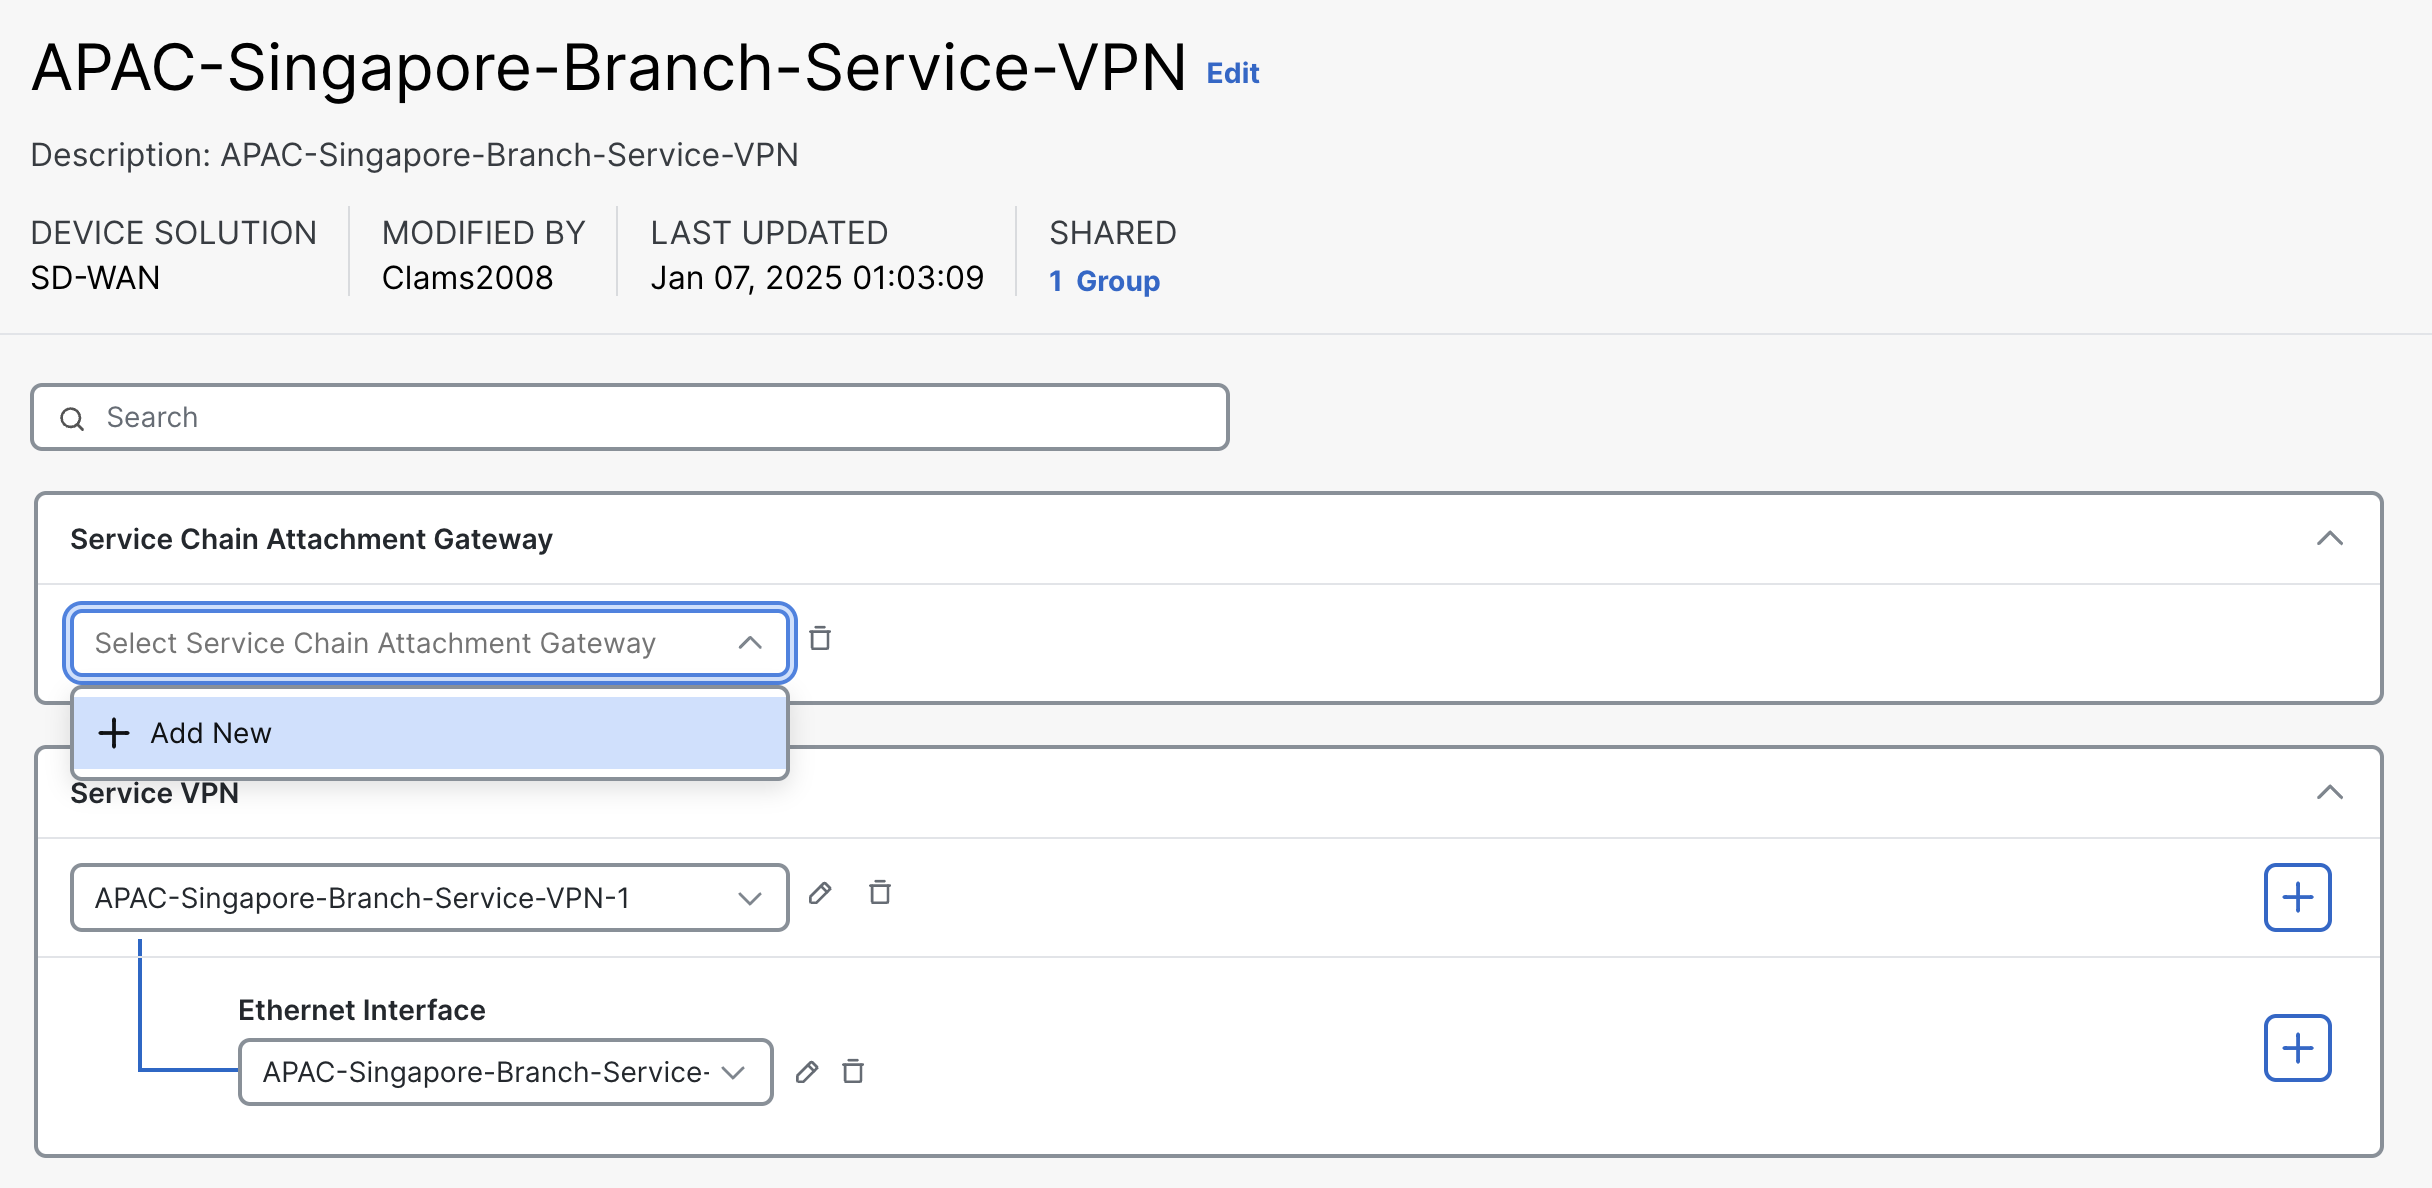 APAC-Singapore-Branch-Service-VPN Edit
Description: APAC-Singapore-Branch-Service-VPN
DEVICE SOLUTION MODIFIED BY LAST UPDATED SHARED
SD-WAN Clams2008 Jan 07, 2025 01:03:09 1 Group
Search
Service Chain Attachment Gateway
Select Service Chain Attachment Gateway
Add New
Service VPN
APAC-Singapore-Branch-Service-VPN-1
Ethernet Interface
APAC-Singapore-Branch-Service-